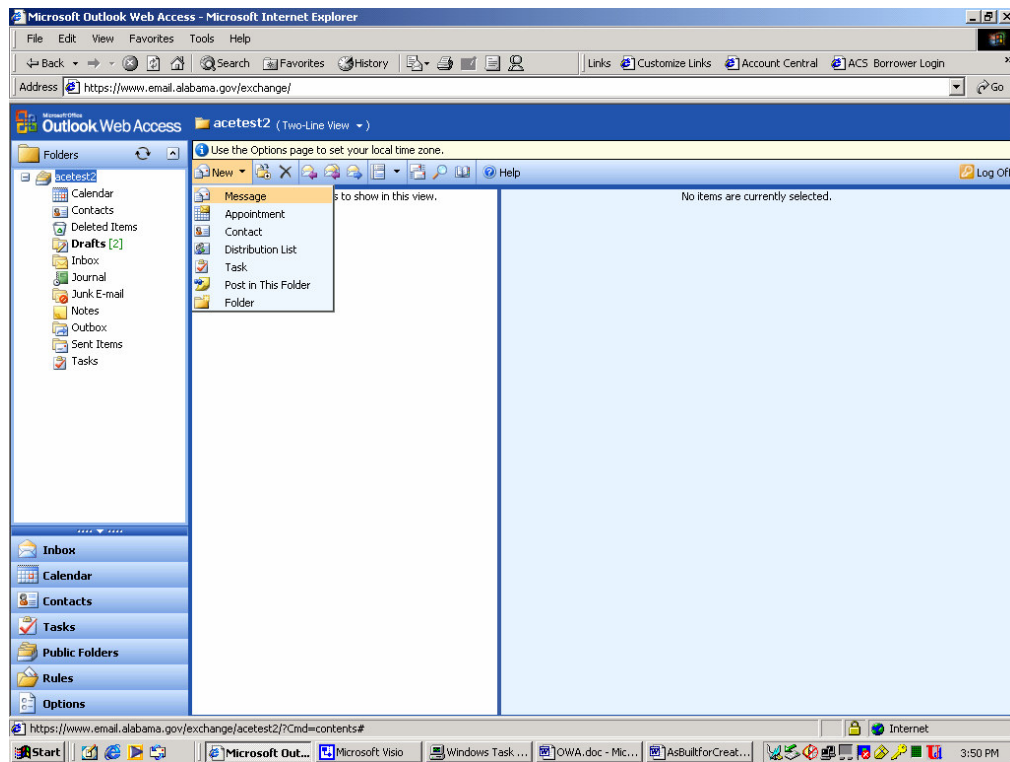 Microsoft Outlook Web Access - Microsoft Internet Explorer
File Edit View Favorites Tools Help
Back Search Favorites History Links Customize Links Account Central ACS Borrower Login »
Address https://www.email.alabama.gov/exchange/ Go
Microsoft Office
Outlook Web Access acetest2 (Two-Line View)
Folders Use the Options page to set your local time zone.
New Help Log Off
acetest2
Calendar
Contacts
Deleted Items
Drafts [2]
Inbox
Journal
Junk E-mail
Notes
Outbox
Sent Items
Tasks
Message
Appointment
Contact
Distribution List
Task
Post in This Folder
Folder
s to show in this view.
No items are currently selected.
Inbox
Calendar
Contacts
Tasks
Public Folders
Rules
Options
https://www.email.alabama.gov/exchange/acetest2/?Cmd=contents# Internet
Start Microsoft Out... Microsoft Visio Windows Task ... OWA.doc - Mic... AsBuiltforCreat... 3:50 PM